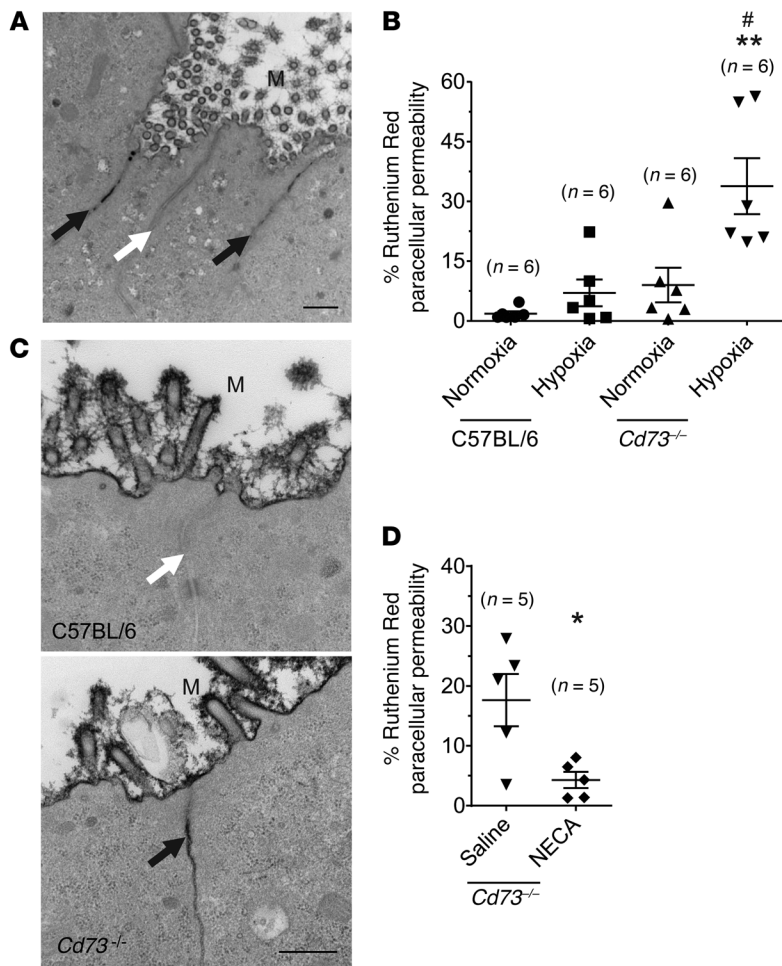 A
M
B
#
**
% Ruthenium Red
paracellular permeability
60
45
30
15
0
(n = 6)
(n = 6)
(n = 6)
(n = 6)
Normoxia
Hypoxia
Normoxia
Hypoxia
C57BL/6
Cd73–/–
C
M
C57BL/6
M
Cd73-/-
D
% Ruthenium Red
paracellular permeability
40
30
20
10
0
(n = 5)
*
(n = 5)
Saline
NECA
Cd73–/–